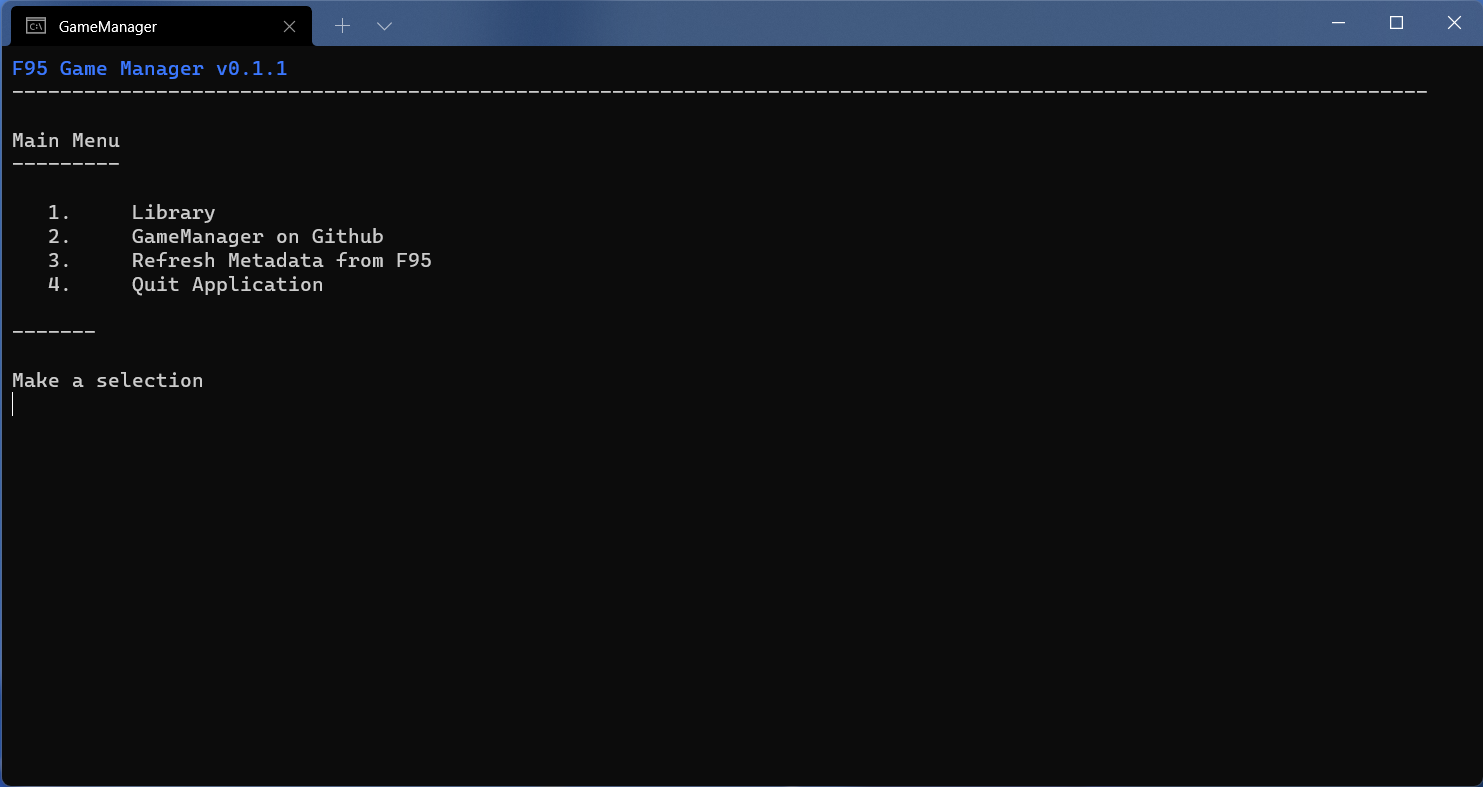 GameManager
F95 Game Manager v0.1.1
----------------------------------------------------------------------------------------------------------------------
Main Menu
---------
1. Library
2. GameManager on Github
3. Refresh Metadata from F95
4. Quit Application
-------
Make a selection